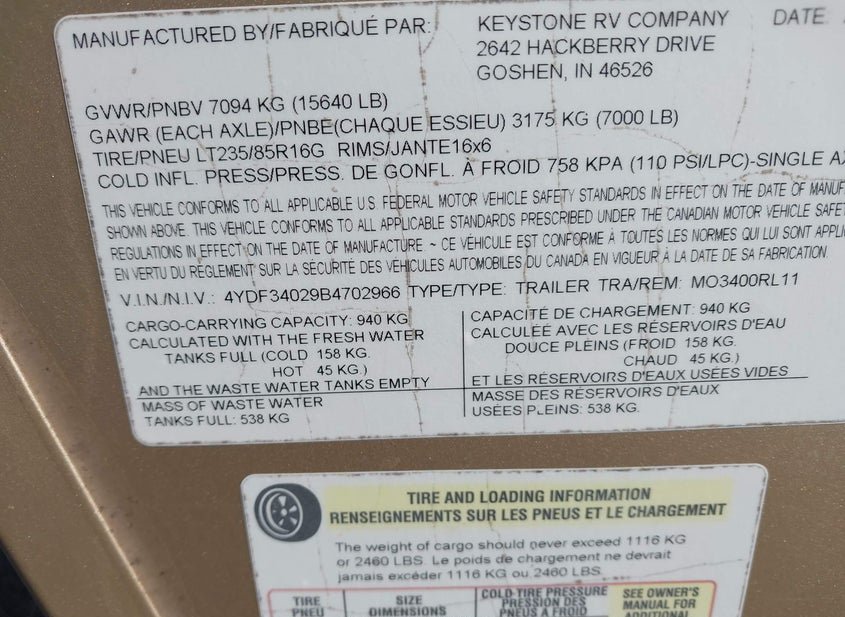 MANUFACTURED BY/FABRIQUÉ PAR: KEYSTONE RV COMPANY DATE:
2642 HACKBERRY DRIVE
GOSHEN, IN 46526
GVWR/PNBV 7094 KG (15640 LB)
GAWR (EACH AXLE)/PNBE(CHAQUE ESSIEU) 3175 KG (7000 LB)
TIRE/PNEU LT235/85R16G RIMS/JANTE16x6
COLD INFL. PRESS/PRESS. DE GONFL. À FROID 758 KPA (110 PSI/LPC)-SINGLE
THIS VEHICLE CONFORMS TO ALL APPLICABLE U.S. FEDERAL MOTOR VEHICLE SAFETY STANDARDS IN EFFECT ON THE DATE OF MANUF
SHOWN ABOVE. THIS VEHICLE CONFORMS TO ALL APPLICABLE STANDARDS PRESCRIBED UNDER THE CANADIAN MOTOR VEHICLE SAFET
REGULATIONS IN EFFECT ON THE DATE OF MANUFACTURE ~ CE VÉHICULE EST CONFORME À TOUTES LES NORMES QUI LUI SONT APPLI
EN VERTU DU RÈGLEMENT SUR LA SÉCURITÉ DES VÉHICULES AUTOMOBILES DU CANADA EN VIGUEUR À LA DATE DE SA FABRICATION.
V.I.N./N.I.V.: 4YDF34029B4702966 TYPE/TYPE: TRAILER TRA/REM: MO3400RL11
CARGO-CARRYING CAPACITY: 940 KG
CALCULATED WITH THE FRESH WATER
TANKS FULL (COLD 158 KG.
HOT 45 KG.)
AND THE WASTE WATER TANKS EMPTY
MASS OF WASTE WATER
TANKS FULL: 538 KG
CAPACITÉ DE CHARGEMENT: 940 KG
CALCULÉE AVEC LES RÉSERVOIRS D'EAU
DOUCE PLEINS (FROID 158 KG.
CHAUD 45 KG.)
ET LES RÉSERVOIRS D'EAUX USÉES VIDES
MASSE DES RÉSERVOIRS D'EAUX
USÉES PLEINS: 538 KG.
TIRE AND LOADING INFORMATION
RENSEIGNEMENTS SUR LES PNEUS ET LE CHARGEMENT
The weight of cargo should never exceed 1116 KG
or 2460 LBS. Le poids de chargement ne devrait
jamais excéder 1116 KG ou 2460 LBS.
TIRE
PNEU
SIZE
DIMENSIONS
COLD TIRE PRESSURE
PRESSION DES
PNEUS A FROID
SEE OWNER'S
MANUAL FOR
ADDITIONAL